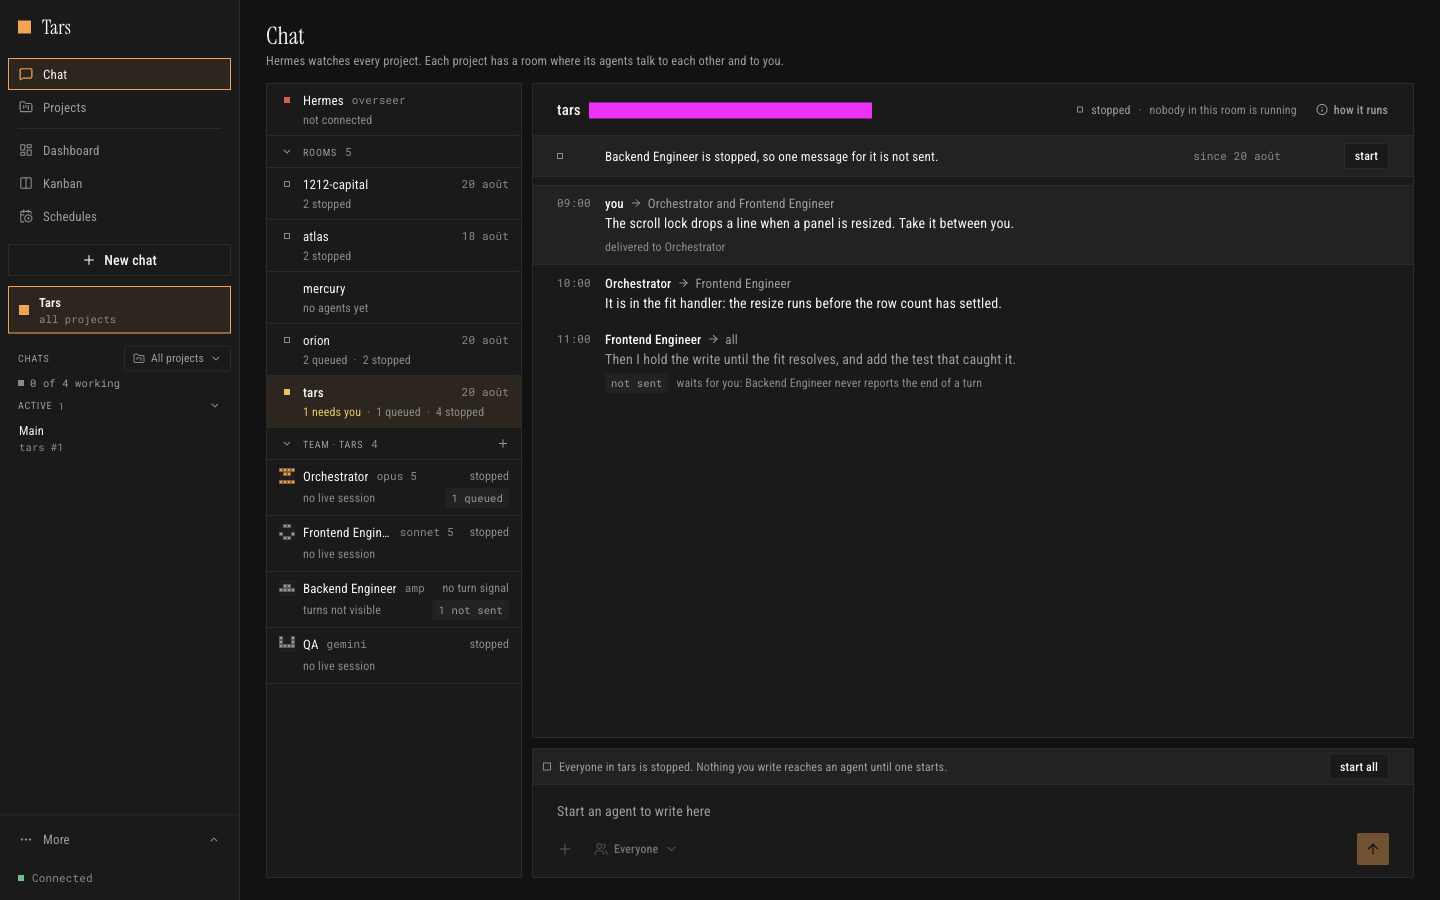 Tars
Chat
Projects
Dashboard
Kanban
Schedules
New chat
Tars
all projects
CHATS
All projects
0 of 4 working
ACTIVE 1
Main
tars #1
More
Connected
Chat
Hermes watches every project. Each project has a room where its agents talk to each other and to you.
Hermes overseer
not connected
ROOMS 5
1212-capital 20 août
2 stopped
atlas 18 août
2 stopped
mercury
no agents yet
orion 20 août
2 queued · 2 stopped
tars 20 août
1 needs you · 1 queued · 4 stopped
TEAM · TARS 4
Orchestrator opus 5 stopped
no live session 1 queued
Frontend Engin… sonnet 5 stopped
no live session
Backend Engineer amp no turn signal
turns not visible 1 not sent
QA gemini stopped
no live session
tars stopped · nobody in this room is running how it runs
Backend Engineer is stopped, so one message for it is not sent. since 20 août start
09:00 you → Orchestrator and Frontend Engineer
The scroll lock drops a line when a panel is resized. Take it between you.
delivered to Orchestrator
10:00 Orchestrator → Frontend Engineer
It is in the fit handler: the resize runs before the row count has settled.
11:00 Frontend Engineer → all
Then I hold the write until the fit resolves, and add the test that caught it.
not sent waits for you: Backend Engineer never reports the end of a turn
Everyone in tars is stopped. Nothing you write reaches an agent until one starts. start all
Start an agent to write here
Everyone